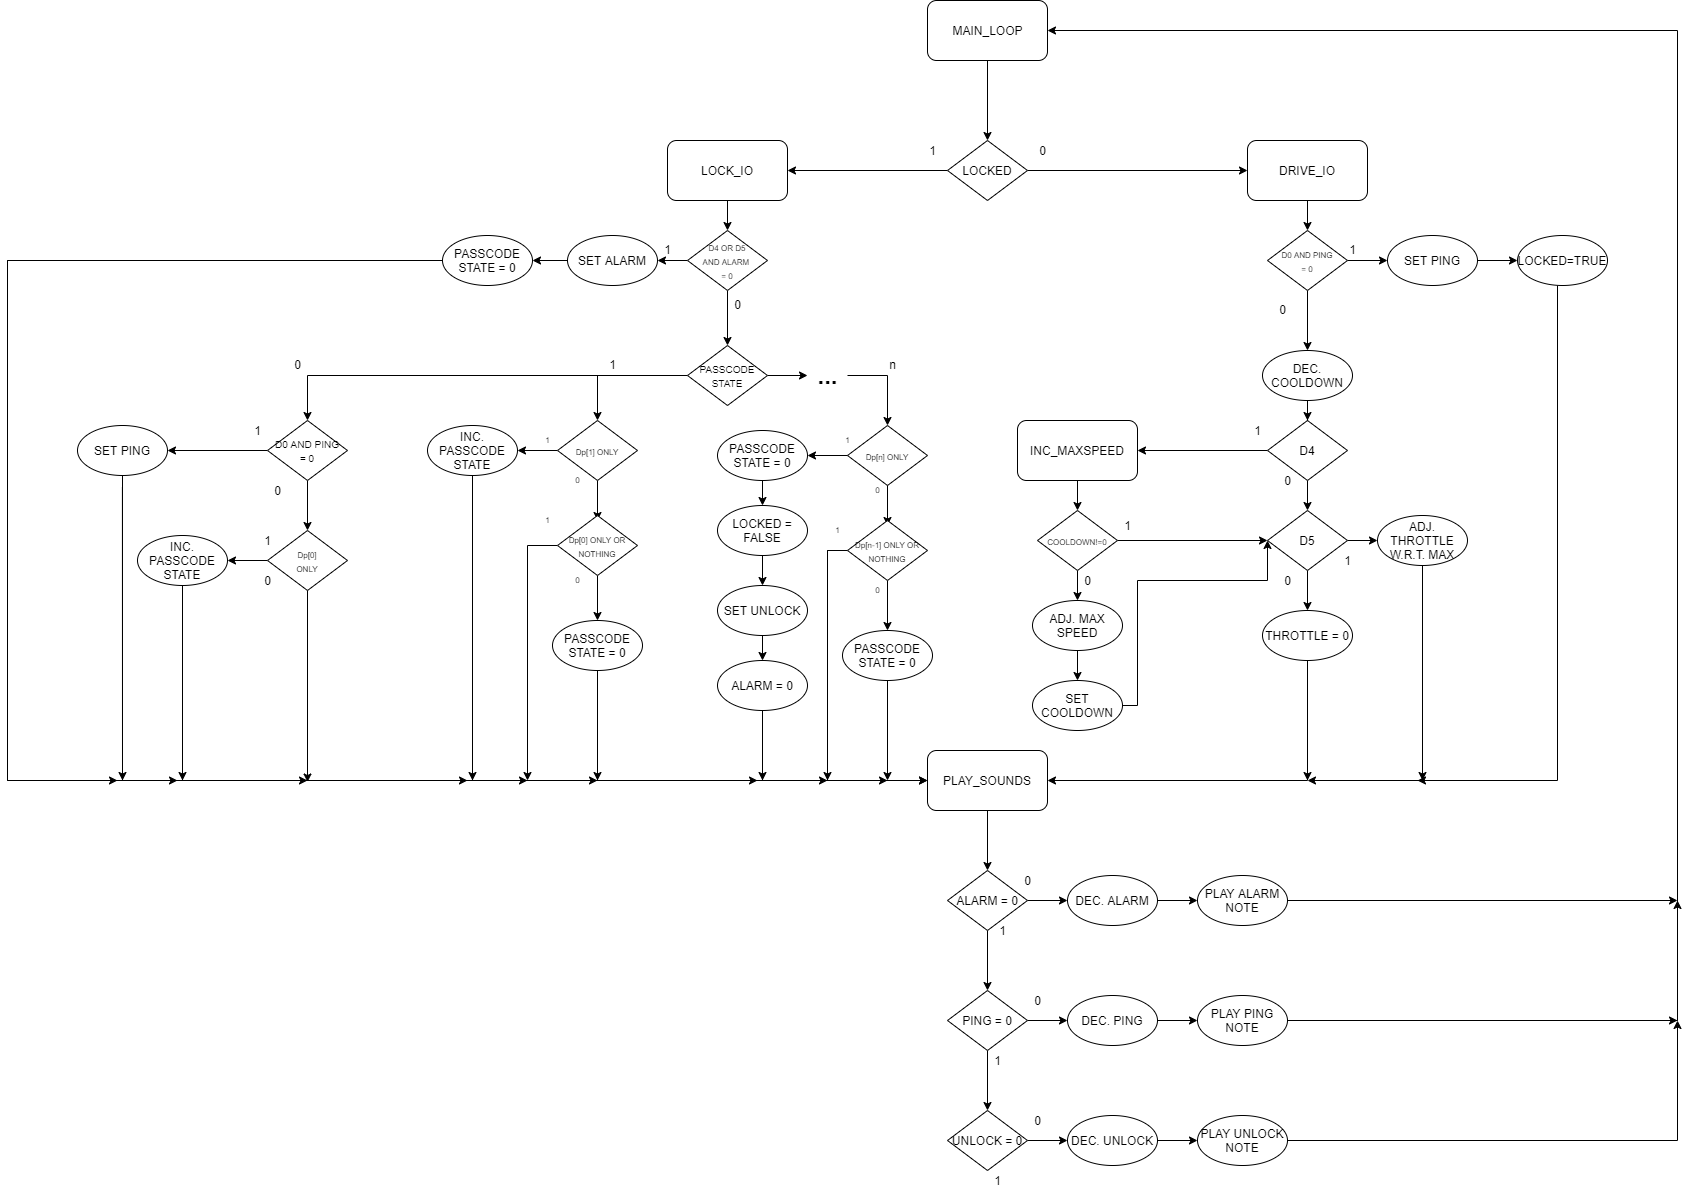 MAIN_LOOP
1
0
LOCK_IO
LOCKED
DRIVE_IO
PASSCODE
STATE = 0
SET ALARM
1
D4 OR D5
AND ALARM
= 0
0
D0 AND PING
= 0
1
SET PING
LOCKED=TRUE
0
0
1
PASSCODE
STATE
...
n
DEC.
COOLDOWN
SET PING
1
D0 AND PING
= 0
0
INC.
PASSCODE
STATE
1
Dp[1] ONLY
0
PASSCODE
STATE = 0
1
Dp[n] ONLY
0
INC_MAXSPEED
1
D4
0
INC.
PASSCODE
STATE
1
0
Dp[0]
ONLY
1
Dp[0] ONLY OR
NOTHING
0
LOCKED =
FALSE
1
Dp[n-1] ONLY OR
NOTHING
0
COOLDOWN!=0
1
0
D5
1
0
ADJ.
THROTTLE
W.R.T. MAX
PASSCODE
STATE = 0
SET UNLOCK
PASSCODE
STATE = 0
ADJ. MAX
SPEED
THROTTLE = 0
ALARM = 0
SET
COOLDOWN
PLAY_SOUNDS
ALARM = 0
0
1
DEC. ALARM
PLAY ALARM
NOTE
PING = 0
0
1
DEC. PING
PLAY PING
NOTE
UNLOCK = 0
0
1
DEC. UNLOCK
PLAY UNLOCK
NOTE